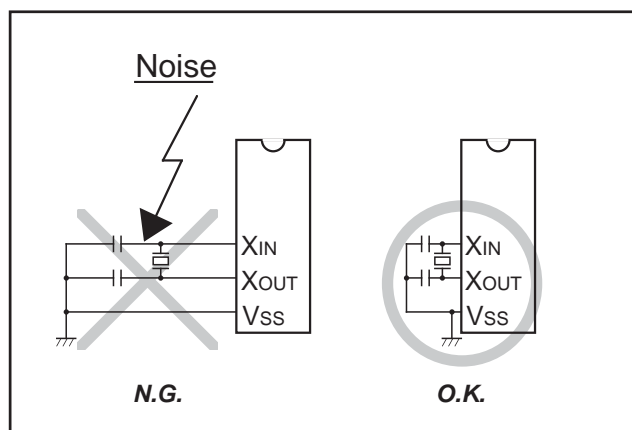 Noise
XIN
XOUT
VSS
N.G.
XIN
XOUT
VSS
O.K.